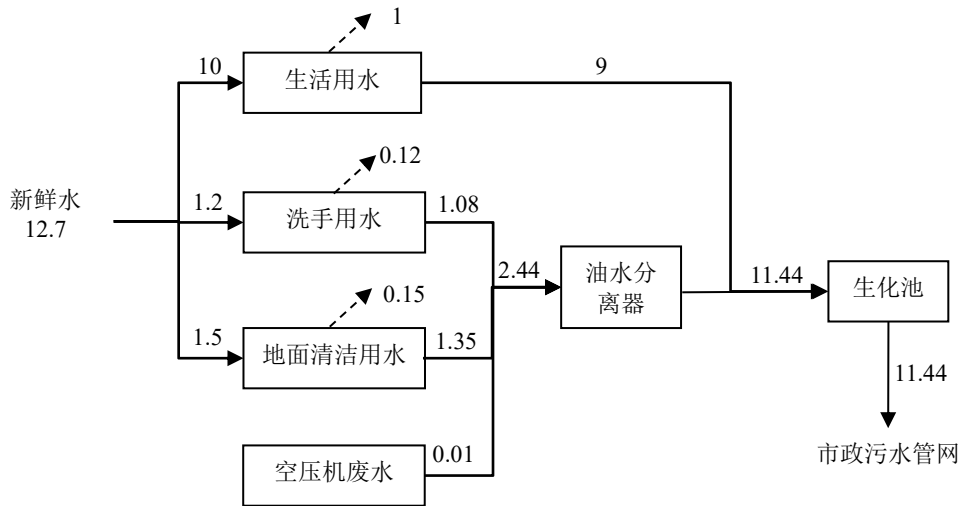 1
10
生活用水
9
0.12
新鲜水
12.7
1.2
洗手用水
1.08
油水分
离器
2.44
11.44
生化池
0.15
1.5
地面清洁用水
1.35
11.44
空压机废水
0.01
市政污水管网